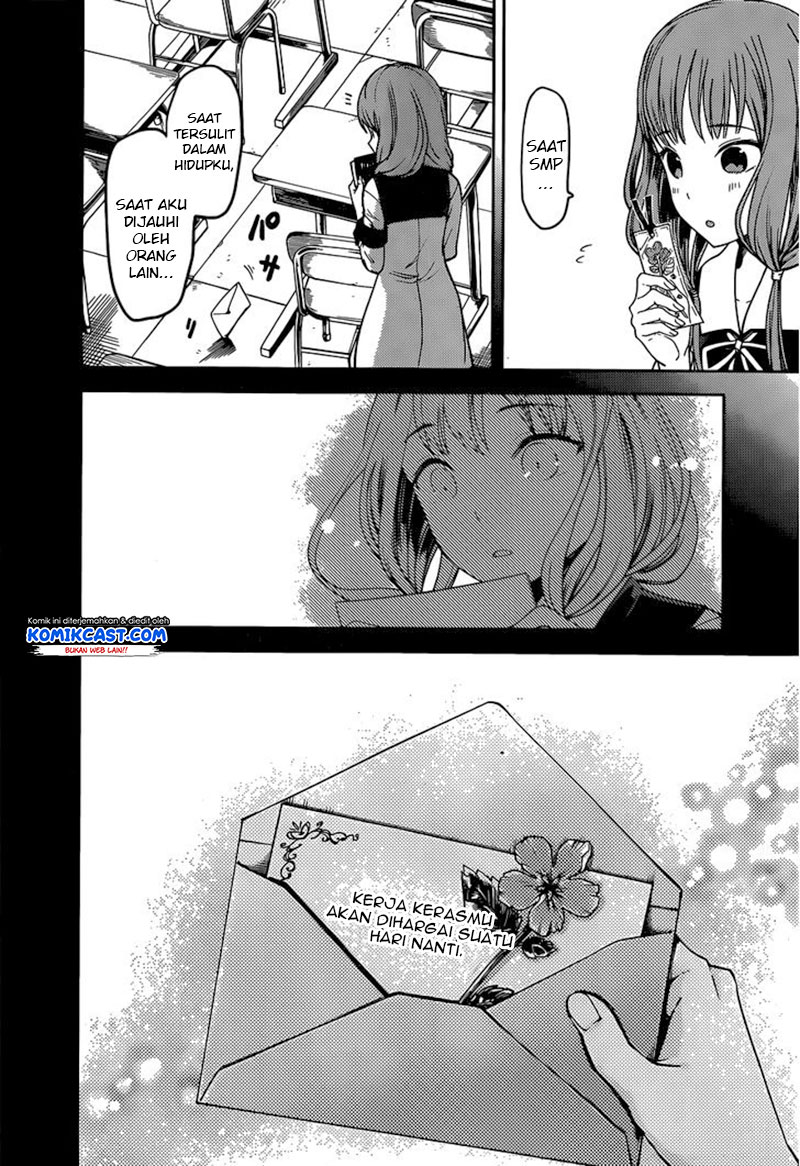 SAAT
SMP
...
SAAT
TERSULIT
DALAM
HIDUPKU,
SAAT AKU
DIJAUHI
OLEH
ORANG
LAIN...
パ
サ
Komik ini diterjemahkan & diedit oleh
KOMIKCAST.COM
BUKAN WEB LAIN!!
KERJA KERASMU
AKAN DIHARGAI SUATU
HARI NANTI.